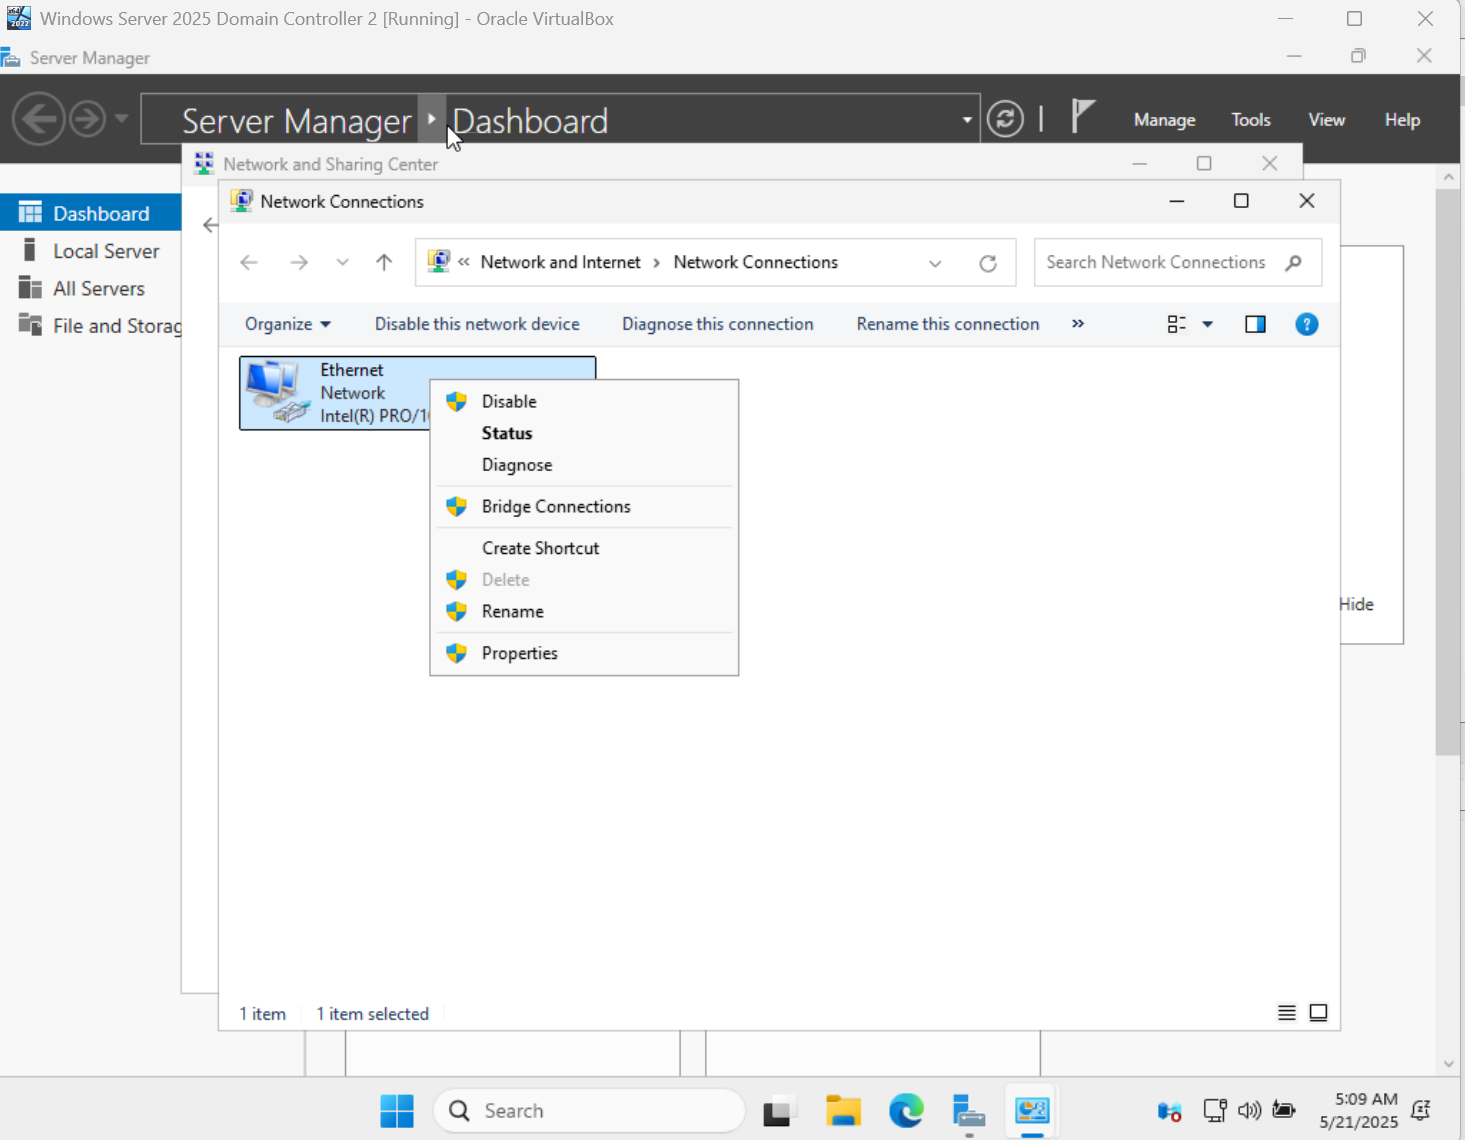 Windows Server 2025 Domain Controller 2 [Running] - Oracle VirtualBox
Server Manager
Server Manager Dashboard
Manage Tools View Help
Network and Sharing Center
Network Connections
Dashboard
Local Server
All Servers
File and Storag
« Network and Internet > Network Connections
Search Network Connections
Organize Disable this network device Diagnose this connection Rename this connection »
Ethernet
Network
Intel(R) PRO/1
Disable
Status
Diagnose
Bridge Connections
Create Shortcut
Delete
Rename
Properties
Hide
1 item 1 item selected
Search
5:09 AM
5/21/2025